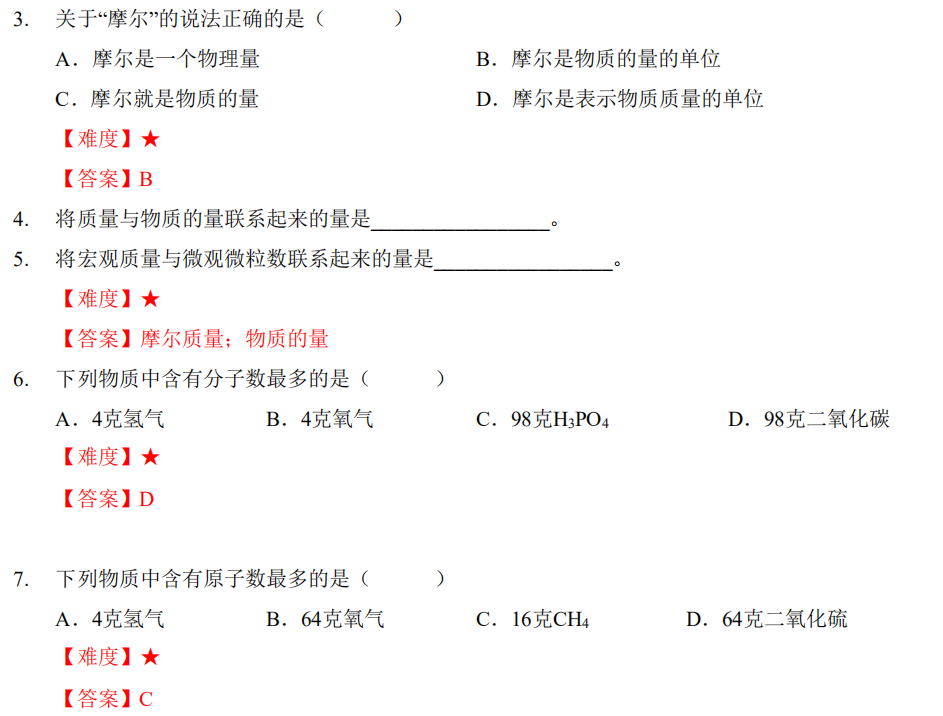 3. 关于“摩尔”的说法正确的是（　　　）
A．摩尔是一个物理量　B．摩尔是物质的量的单位
C．摩尔就是物质的量　D．摩尔是表示物质质量的单位
【难度】★
【答案】B
4. 将质量与物质的量联系起来的量是_________________。
5. 将宏观质量与微观微粒数联系起来的量是_________________。
【难度】★
【答案】摩尔质量；物质的量
6. 下列物质中含有分子数最多的是（　　　）
A．4克氢气　B．4克氧气　C．98克H₃PO₄　D．98克二氧化碳
【难度】★
【答案】D
7. 下列物质中含有原子数最多的是（　　　）
A．4克氢气　B．64克氧气　C．16克CH₄　D．64克二氧化硫
【难度】★
【答案】C